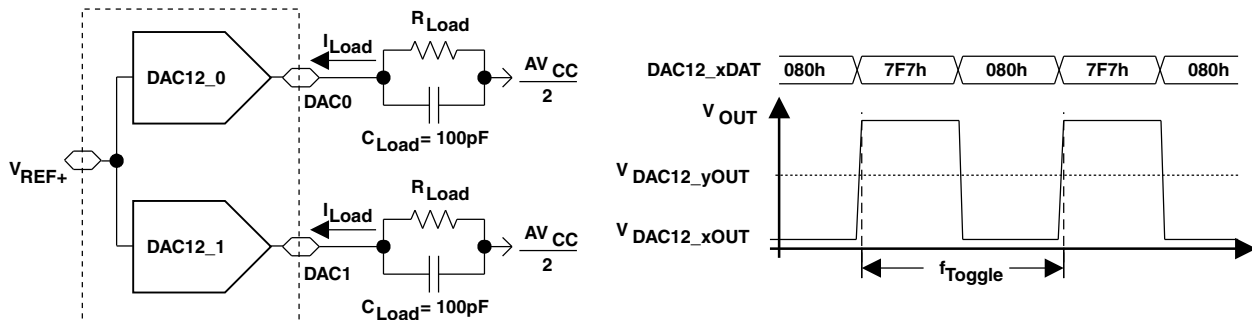 DAC12_0
I Load
R Load
AV CC
2
DAC0
C Load = 100pF
V REF+
DAC12_1
I Load
R Load
AV CC
2
DAC1
C Load = 100pF
DAC12_xDAT
080h 7F7h 080h 7F7h 080h
V OUT
V DAC12_yOUT
V DAC12_xOUT
f Toggle